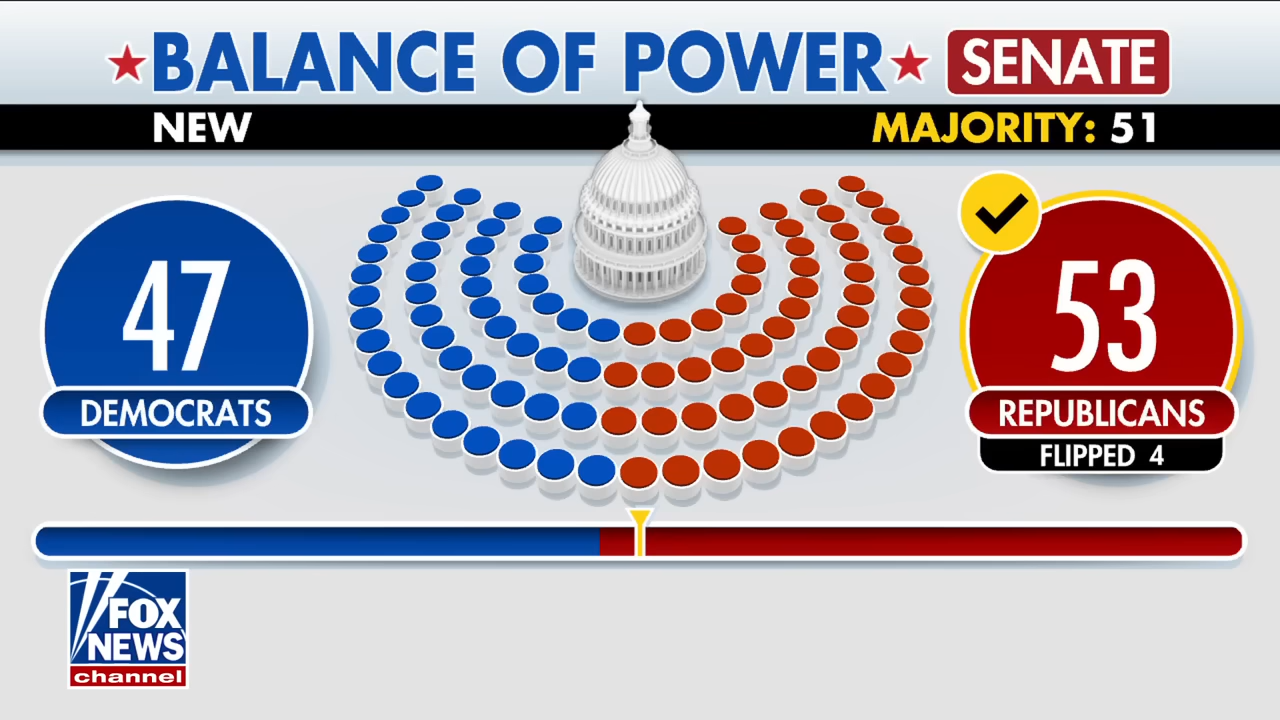 BALANCE OF POWER SENATE
NEW
MAJORITY: 51
47
DEMOCRATS
53
REPUBLICANS
FLIPPED 4
FOX
NEWS
channel